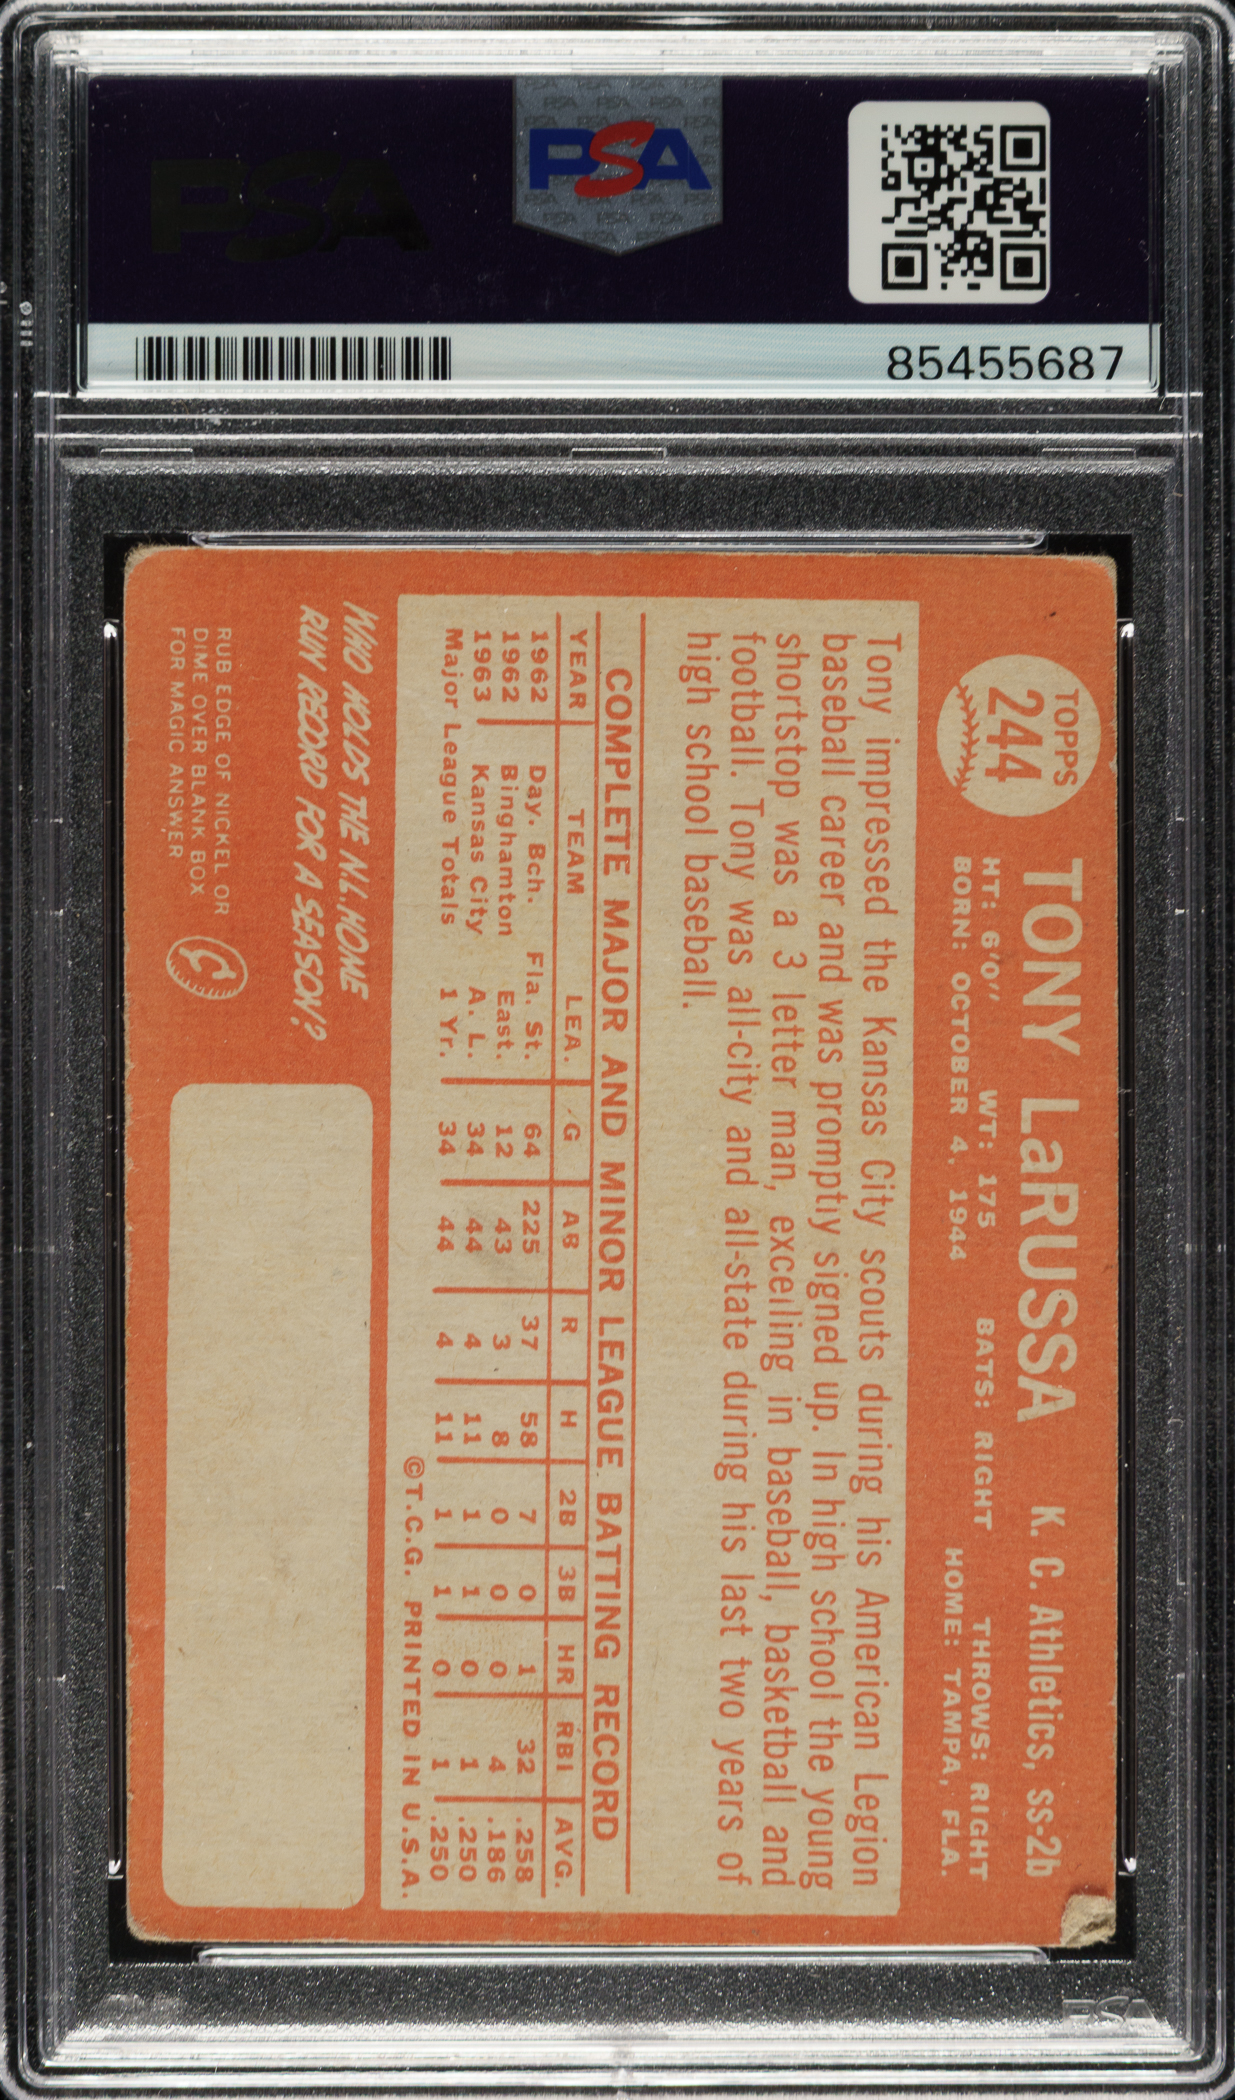 PSA
PSA
85455687
TOPPS
244
TONY LaRUSSA K. C. Athletics, ss-2b
HT: 6'0" WT: 175 BATS: RIGHT THROWS: RIGHT
BORN: OCTOBER 4, 1944 HOME: TAMPA, FLA.
Tony impressed the Kansas City scouts during his American Legion
baseball career and was promptly signed up. In high school the young
shortstop was a 3 letter man, excelling in baseball, basketball and
football. Tony was all-city and all-state during his last two years of
high school baseball.
COMPLETE MAJOR AND MINOR LEAGUE BATTING RECORD
YEAR TEAM LEA. G AB R H 2B 3B HR RBI AVG.
1962 Day. Bch. Fla. St. 64 225 37 58 7 0 1 32 .258
1962 Binghamton East. 12 43 3 8 0 0 0 4 .186
1963 Kansas City A. L. 34 44 4 11 1 1 0 1 .250
Major League Totals 1 Yr. 34 44 4 11 1 1 0 1 .250
©T.C.G. PRINTED IN U.S.A.
WHO HOLDS THE N.L. HOME
RUN RECORD FOR A SEASON?
RUB EDGE OF NICKEL OR
DIME OVER BLANK BOX
FOR MAGIC ANSWER
PSA